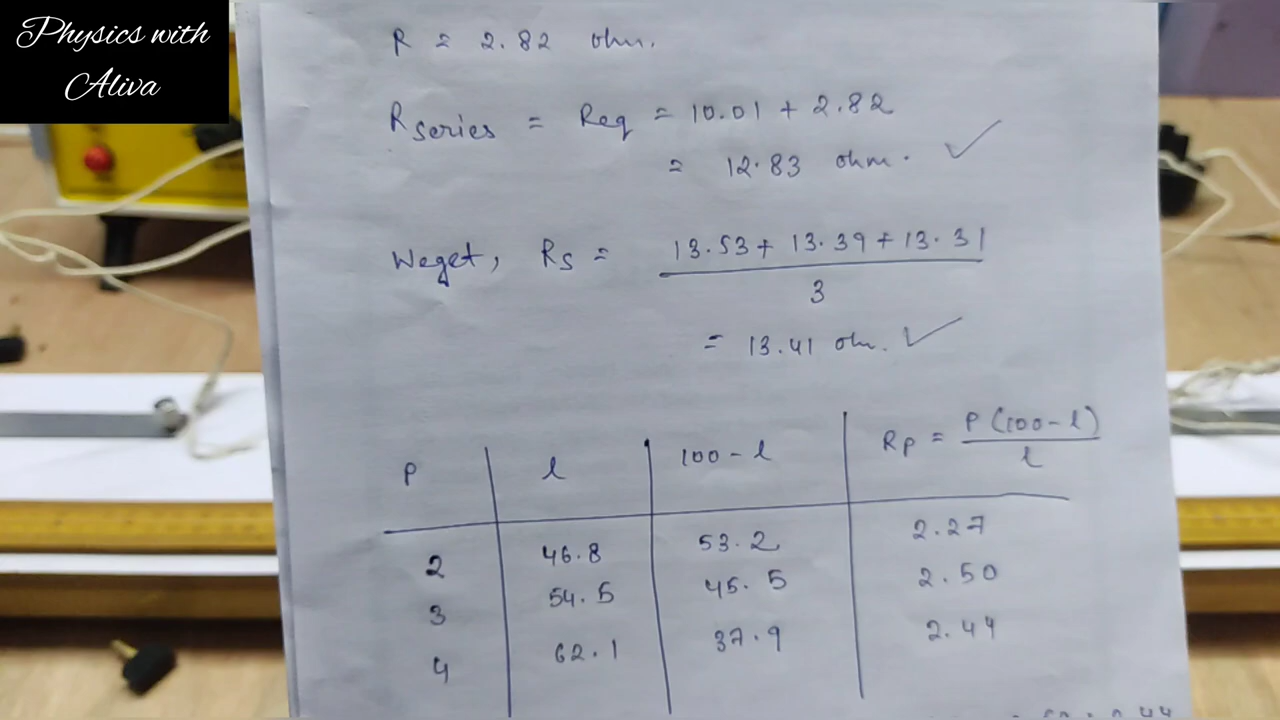 Physics with
Aliva
R = 2.82 ohm.
Rseries = Req = 10.01 + 2.82
= 12.83 ohm.
Weget, Rs = 13.53 + 13.39 + 13.31
3
= 13.41 ohm.
P l 100 - l Rp = P(100-l)
l
2 46.8 53.2 2.27
3 54.5 45.5 2.50
4 62.1 37.9 2.44